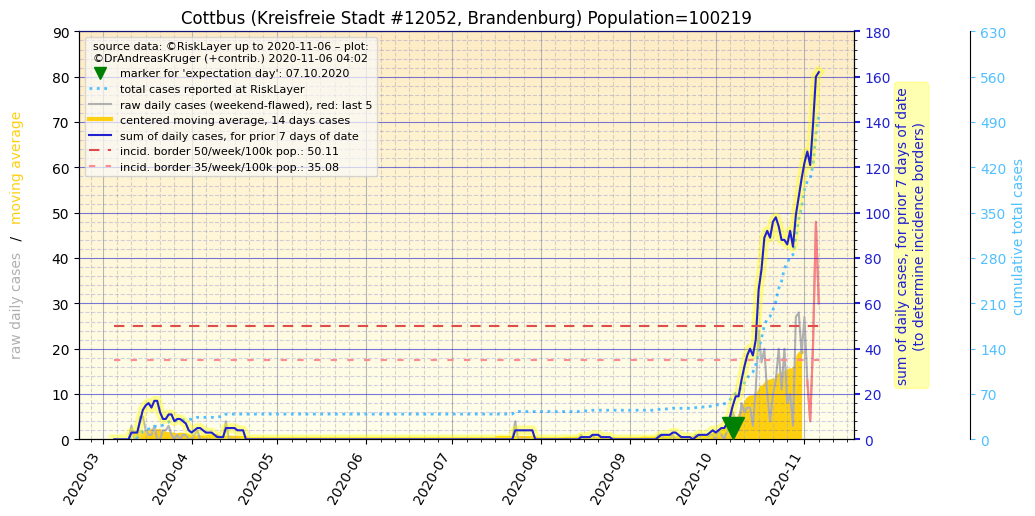 Cottbus (Kreisfreie Stadt #12052, Brandenburg) Population=100219
source data: ©RiskLayer up to 2020-11-06 – plot:
©DrAndreasKruger (+contrib.) 2020-11-06 04:02
marker for 'expectation day': 07.10.2020
total cases reported at RiskLayer
raw daily cases (weekend-flawed), red: last 5
centered moving average, 14 days cases
sum of daily cases, for prior 7 days of date
incid. border 50/week/100k pop.: 50.11
incid. border 35/week/100k pop.: 35.08
raw daily cases / moving average
90
80
70
60
50
40
30
20
10
0
2020-03
2020-04
2020-05
2020-06
2020-07
2020-08
2020-09
2020-10
2020-11
180
160
140
120
100
80
60
40
20
0
sum of daily cases, for prior 7 days of date
(to determine incidence borders)
630
560
490
420
350
280
210
140
70
0
cumulative total cases